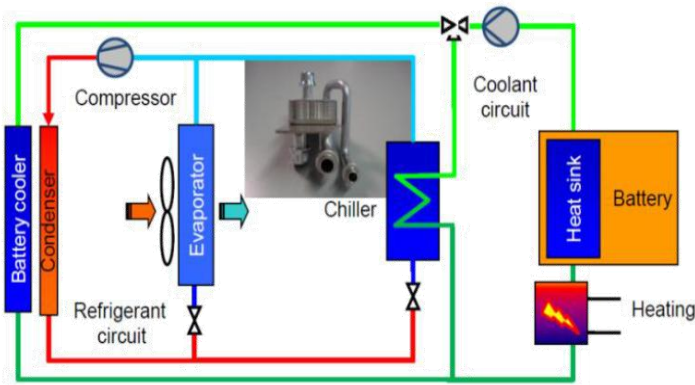 Compressor
Coolant
circuit
Battery cooler
Condenser
Evaporator
Chiller
Heat sink
Battery
Refrigerant
circuit
Heating